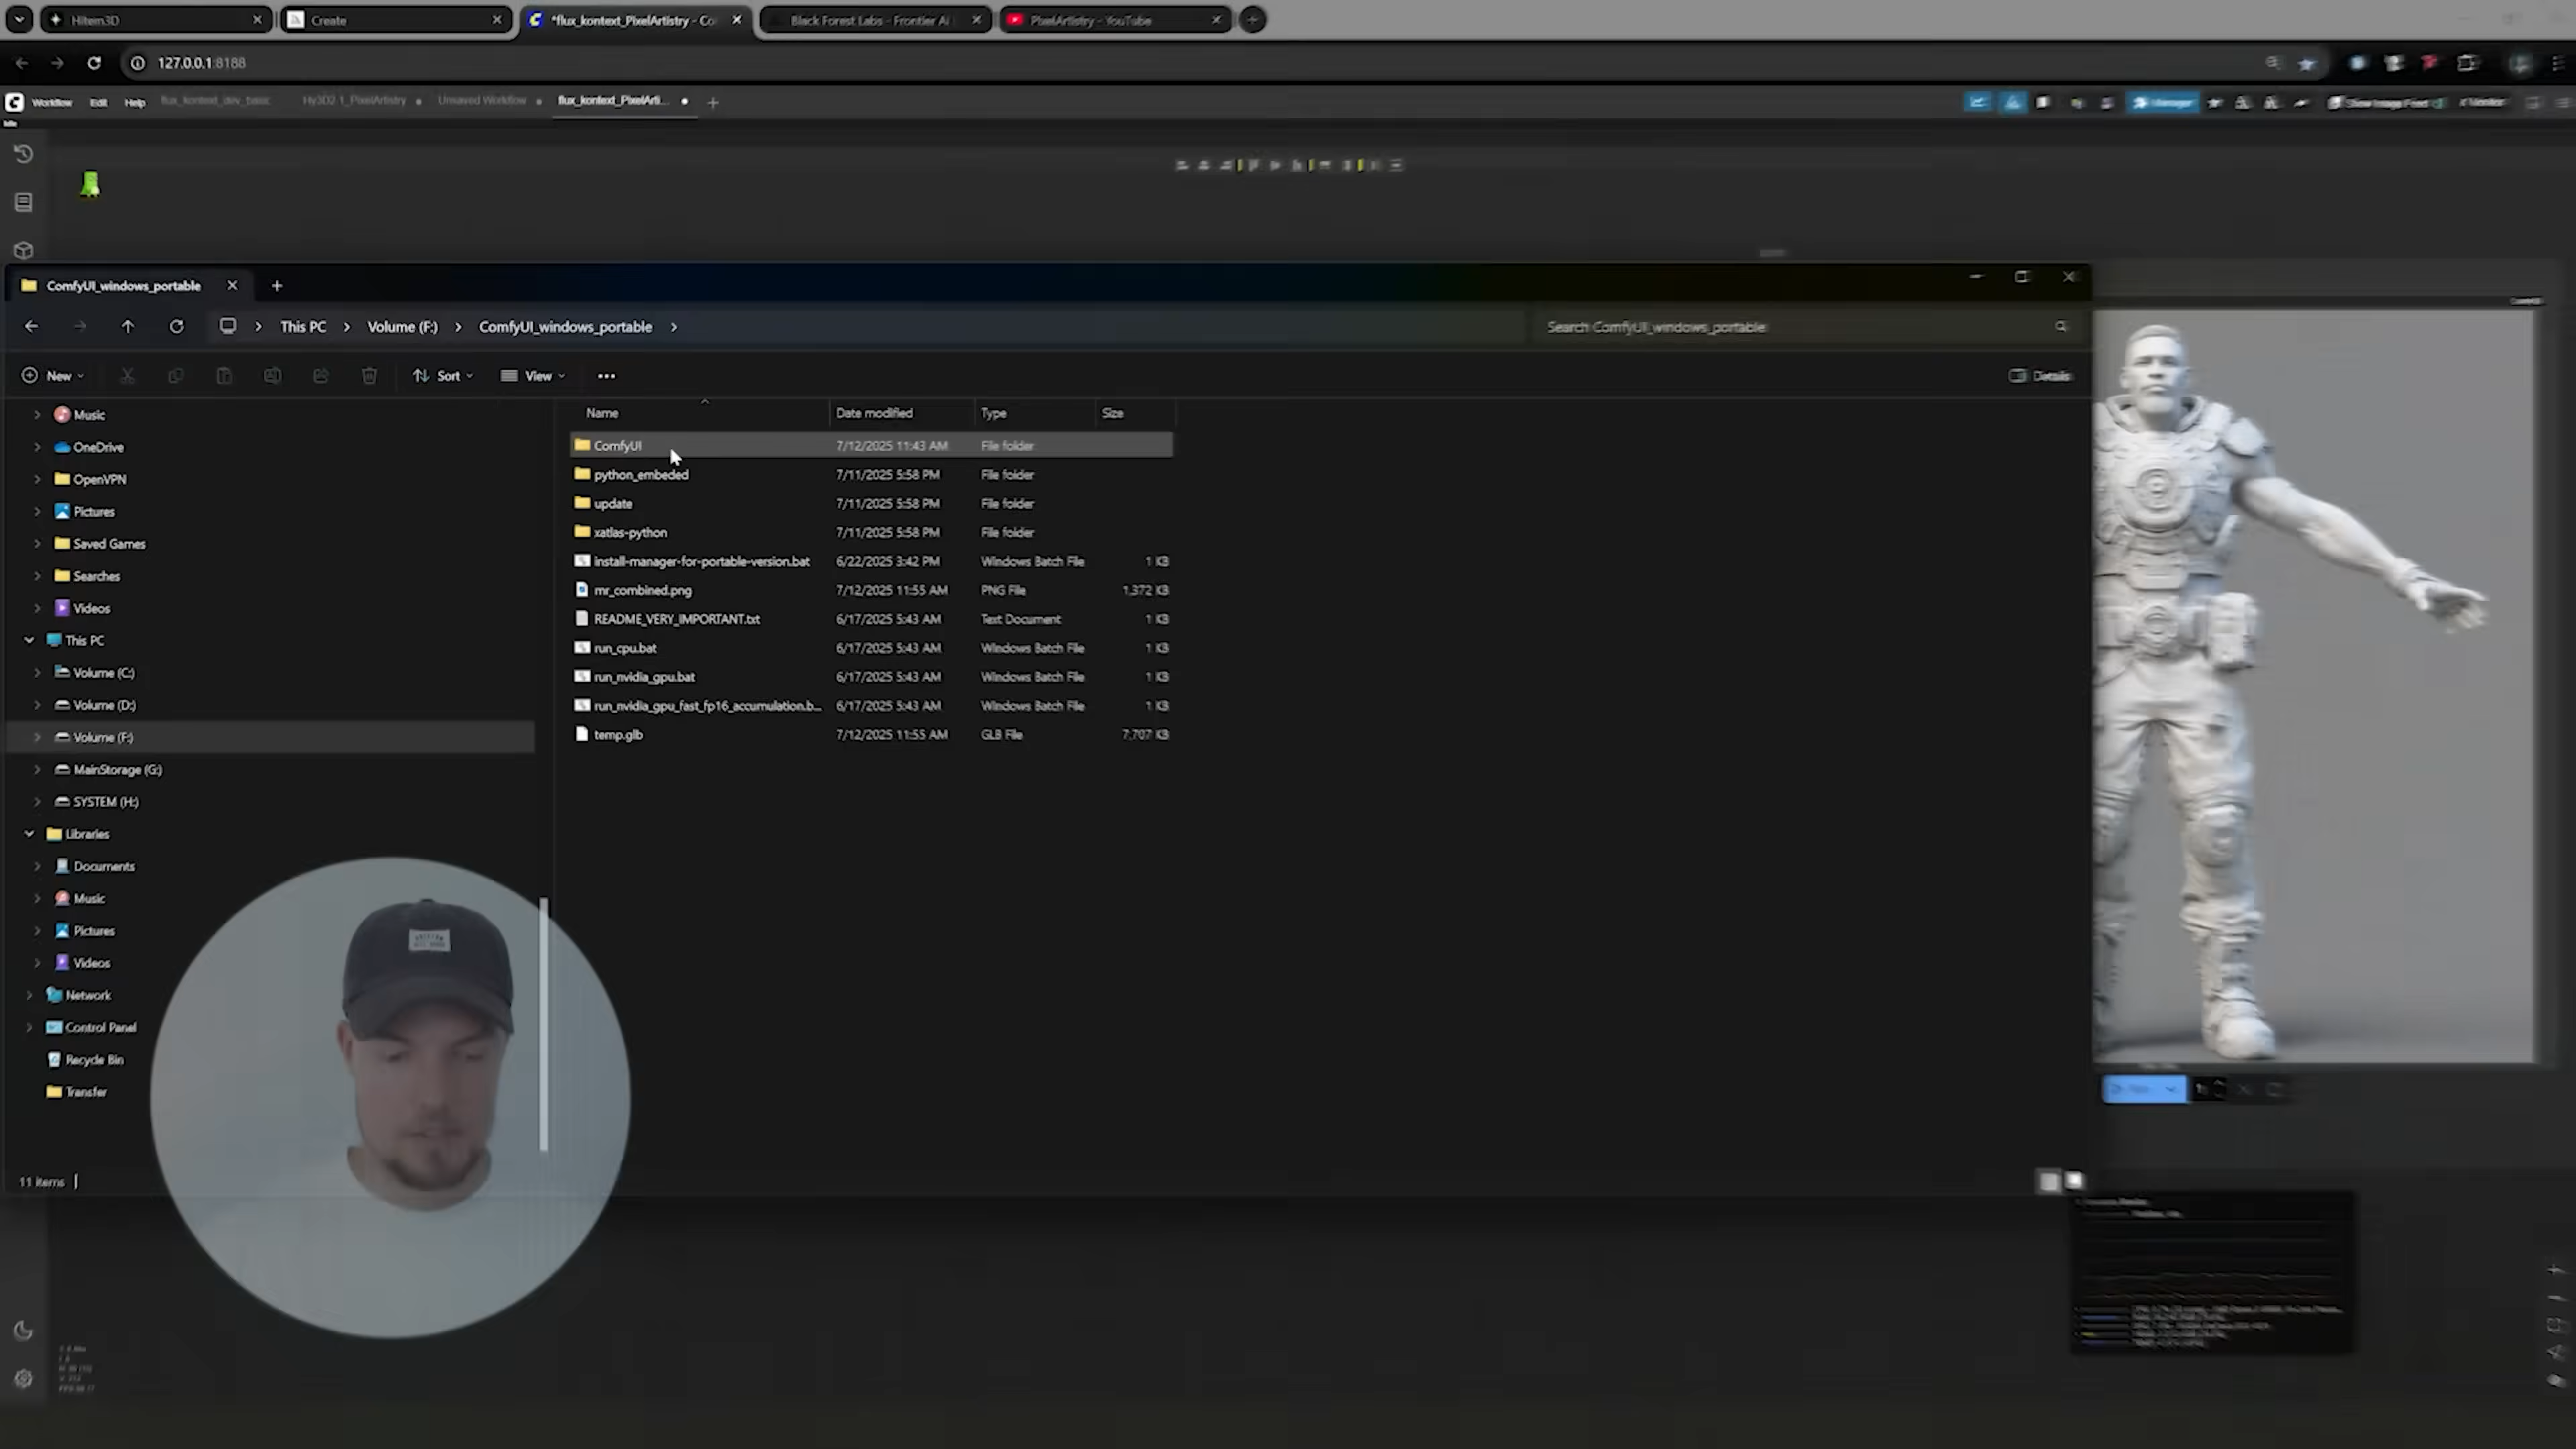 Hitem3D
Create
*flux_kontext_PixelArtistry - Co
Black Forest Labs - Frontier AI
PixelArtistry - YouTube
127.0.0.1:8188
Workflow Edit Help
flux_kontext_dev_basic
Hy3D2 1_PixelArtistry
Unsaved Workflow
flux_kontext_PixelArti...
Manager
Show Image Feed
Idle
ComfyUI_windows_portable
This PC > Volume (F:) > ComfyUI_windows_portable >
Search ComfyUI_windows_portable
New
Sort
View
Details
Name Date modified Type Size
ComfyUI 7/12/2025 11:43 AM File folder
python_embeded 7/11/2025 5:58 PM File folder
update 7/11/2025 5:58 PM File folder
xatlas-python 7/11/2025 5:58 PM File folder
install-manager-for-portable-version.bat 6/22/2025 3:42 PM Windows Batch File 1 KB
mr_combined.png 7/12/2025 11:55 AM PNG File 1,372 KB
README_VERY_IMPORTANT.txt 6/17/2025 5:43 AM Text Document 1 KB
run_cpu.bat 6/17/2025 5:43 AM Windows Batch File 1 KB
run_nvidia_gpu.bat 6/17/2025 5:43 AM Windows Batch File 1 KB
run_nvidia_gpu_fast_fp16_accumulation.b... 6/17/2025 5:43 AM Windows Batch File 1 KB
temp.glb 7/12/2025 11:55 AM GLB File 7,707 KB
Music
OneDrive
OpenVPN
Pictures
Saved Games
Searches
Videos
This PC
Volume (C:)
Volume (D:)
Volume (F:)
MainStorage (G:)
SYSTEM (H:)
Libraries
Documents
Music
Pictures
Videos
Network
Control Panel
Recycle Bin
Transfer
11 items